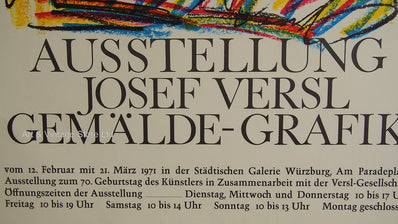 AUSSTELLUNG
JOSEF VERSL
GEMÄLDE-GRAFIK
vom 12. Februar mit 21. März 1971 in der Städtischen Galerie Würzburg, Am Paradepla
Ausstellung zum 70. Geburtstag des Künstlers in Zusammenarbeit mit der Versl-Gesellsch
Öffnungszeiten der Ausstellung Dienstag, Mittwoch und Donnerstag 10 bis 17 U
Freitag 10 bis 19 Uhr Samstag 10 bis 14 Uhr Sonntag 10 bis 13 Uhr Montag geschloss